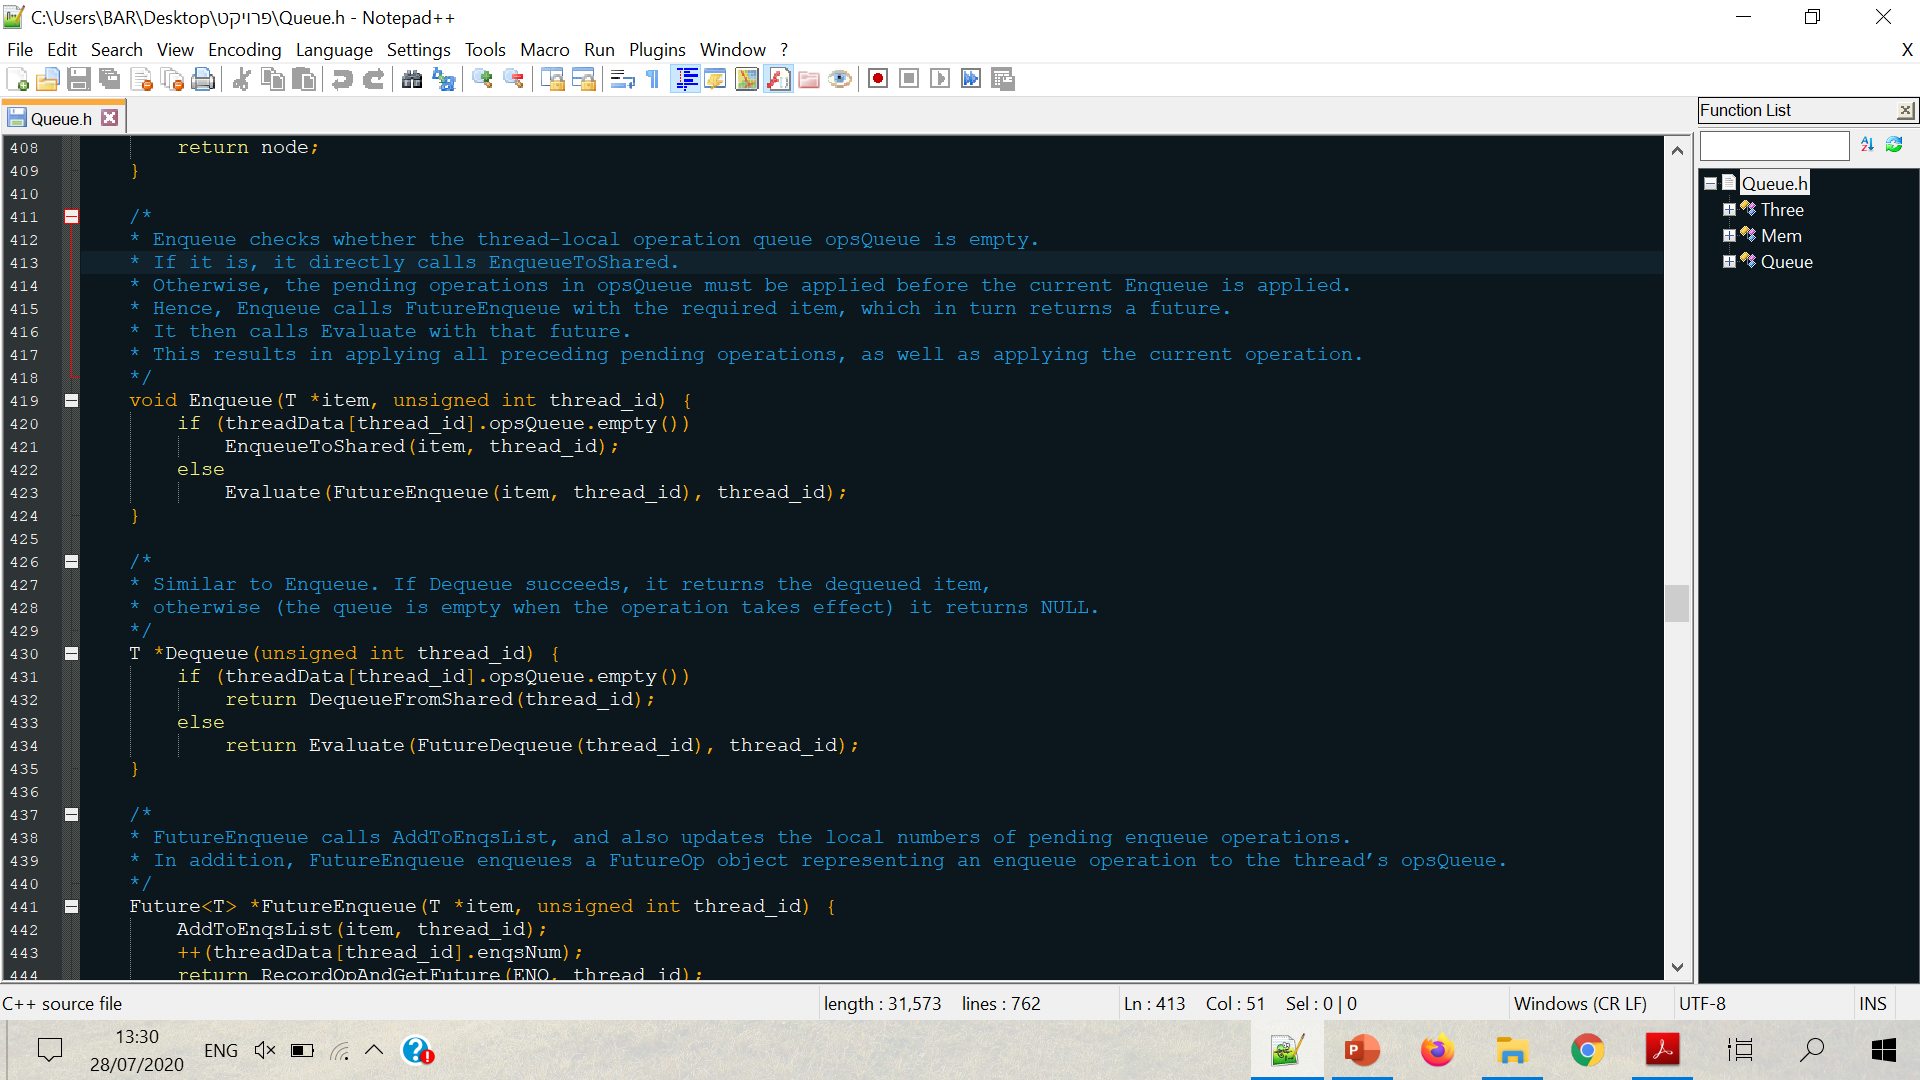 C:\Users\BAR\Desktop\פרויקט\Queue.h - Notepad++
File Edit Search View Encoding Language Settings Tools Macro Run Plugins Window ? X
Queue.h
Function List
Queue.h
Three
Mem
Queue
408 return node;
409 }
410
411 /*
412 * Enqueue checks whether the thread-local operation queue opsQueue is empty.
413 * If it is, it directly calls EnqueueToShared.
414 * Otherwise, the pending operations in opsQueue must be applied before the current Enqueue is applied.
415 * Hence, Enqueue calls FutureEnqueue with the required item, which in turn returns a future.
416 * It then calls Evaluate with that future.
417 * This results in applying all preceding pending operations, as well as applying the current operation.
418 */
419 void Enqueue(T *item, unsigned int thread_id) {
420 if (threadData[thread_id].opsQueue.empty())
421 EnqueueToShared(item, thread_id);
422 else
423 Evaluate(FutureEnqueue(item, thread_id), thread_id);
424 }
425
426 /*
427 * Similar to Enqueue. If Dequeue succeeds, it returns the dequeued item,
428 * otherwise (the queue is empty when the operation takes effect) it returns NULL.
429 */
430 T *Dequeue(unsigned int thread_id) {
431 if (threadData[thread_id].opsQueue.empty())
432 return DequeueFromShared(thread_id);
433 else
434 return Evaluate(FutureDequeue(thread_id), thread_id);
435 }
436
437 /*
438 * FutureEnqueue calls AddToEnqsList, and also updates the local numbers of pending enqueue operations.
439 * In addition, FutureEnqueue enqueues a FutureOp object representing an enqueue operation to the thread’s opsQueue.
440 */
441 Future<T> *FutureEnqueue(T *item, unsigned int thread_id) {
442 AddToEnqsList(item, thread_id);
443 ++(threadData[thread_id].enqsNum);
444 return RecordOpAndGetFuture(ENQ, thread_id);
C++ source file length : 31,573 lines : 762 Ln : 413 Col : 51 Sel : 0 | 0 Windows (CR LF) UTF-8 INS
13:30
28/07/2020
ENG